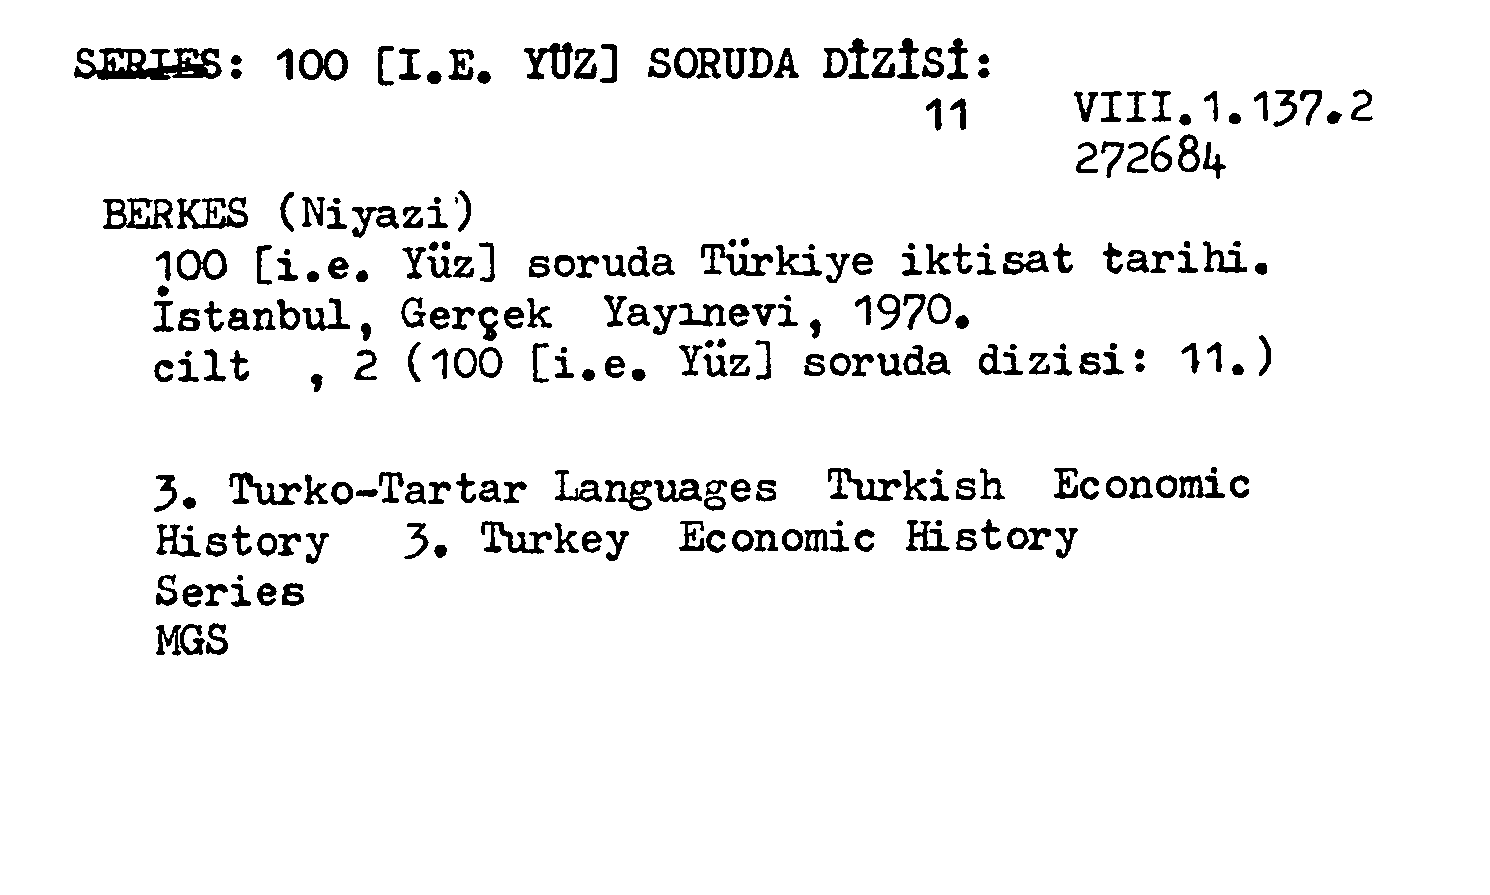 SERIES: 100 [I.E. YÜZ] SORUDA DİZİSİ:
11
VIII.1.137.2
272684
BERKES (Niyazi)
100 [i.e. Yüz] soruda Türkiye iktisat tarihi.
İstanbul, Gerçek Yayınevi, 1970.
cilt , 2 (100 [i.e. Yüz] soruda dizisi: 11.)
3. Turko-Tartar Languages Turkish Economic
History 3. Turkey Economic History
Series
MGS